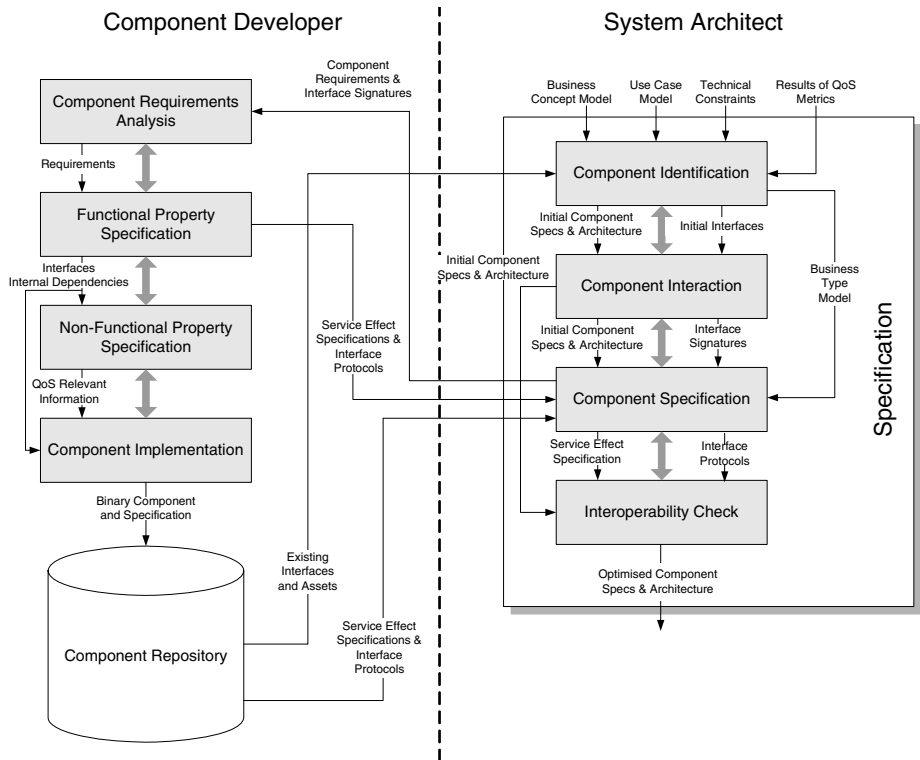 Component Developer
System Architect
Component
Requirements &
Interface Signatures
Component Requirements
Analysis
Requirements
Functional Property
Specification
Interfaces
Internal Dependencies
Non-Functional Property
Specification
QoS Relevant
Information
Component Implementation
Binary Component
and Specification
Component Repository
Existing
Interfaces
and Assets
Service Effect
Specifications &
Interface
Protocols
Service Effect
Specifications &
Interface
Protocols
Business
Concept Model
Use Case
Model
Technical
Constraints
Results of QoS
Metrics
Component Identification
Initial Component
Specs & Architecture
Initial Interfaces
Initial Component
Specs & Architecture
Component Interaction
Business
Type
Model
Initial Component
Specs & Architecture
Interface
Signatures
Component Specification
Service Effect
Specification
Interface
Protocols
Interoperability Check
Optimised Component
Specs & Architecture
Specification